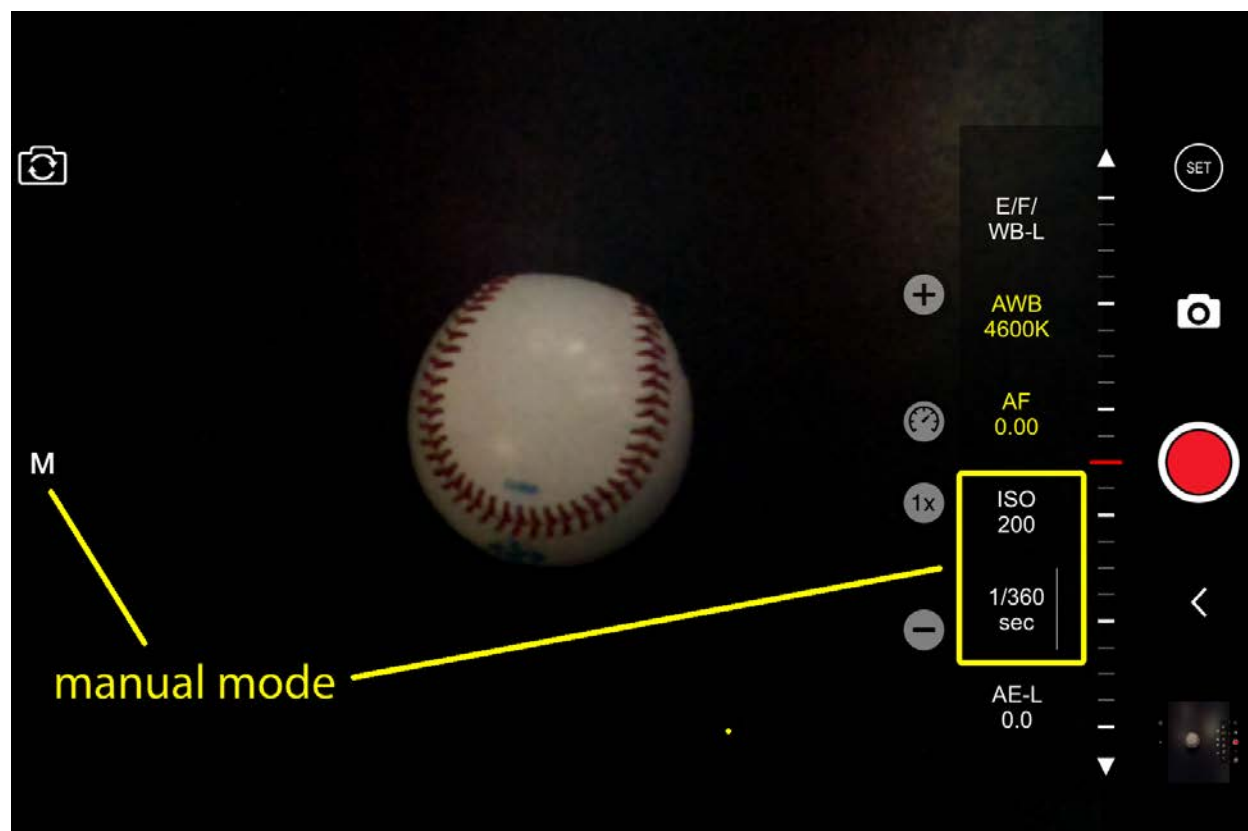 SET
E/F/
WB-L
AWB
4600K
AF
0.00
M
1x
ISO
200
1/360
sec
manual mode
AE-L
0.0